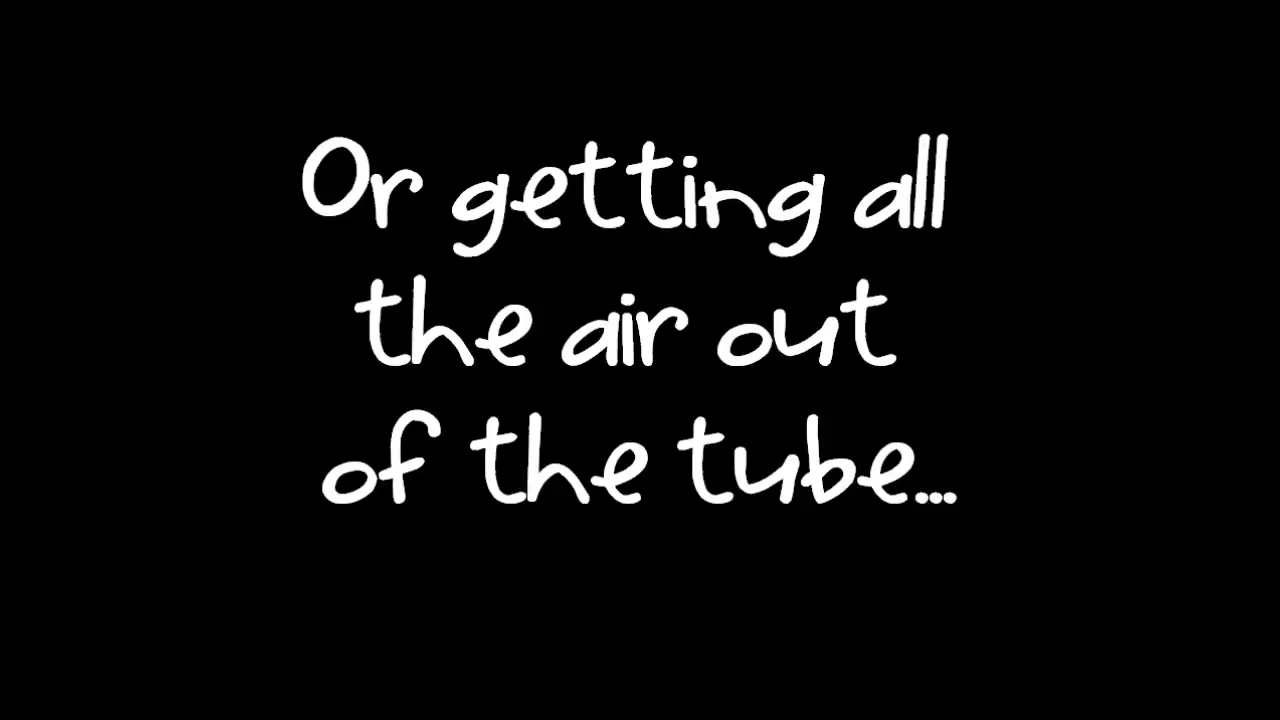 Or getting all
the air out
of the tube...